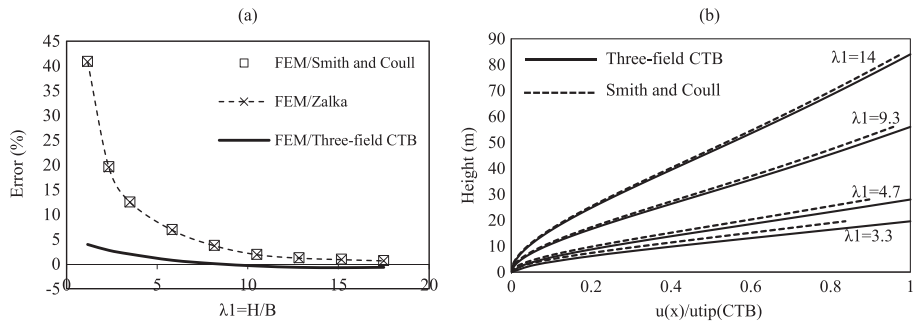 (a)
45
40
35
30
25
20
15
10
5
0
-5
Error (%)
0
5
10
15
20
λ1=H/B
FEM/Smith and Coull
FEM/Zalka
FEM/Three-field CTB
(b)
90
80
70
60
50
40
30
20
10
0
Height (m)
0
0.2
0.4
0.6
0.8
1
u(x)/utip(CTB)
Three-field CTB
Smith and Coull
λ1=14
λ1=9.3
λ1=4.7
λ1=3.3